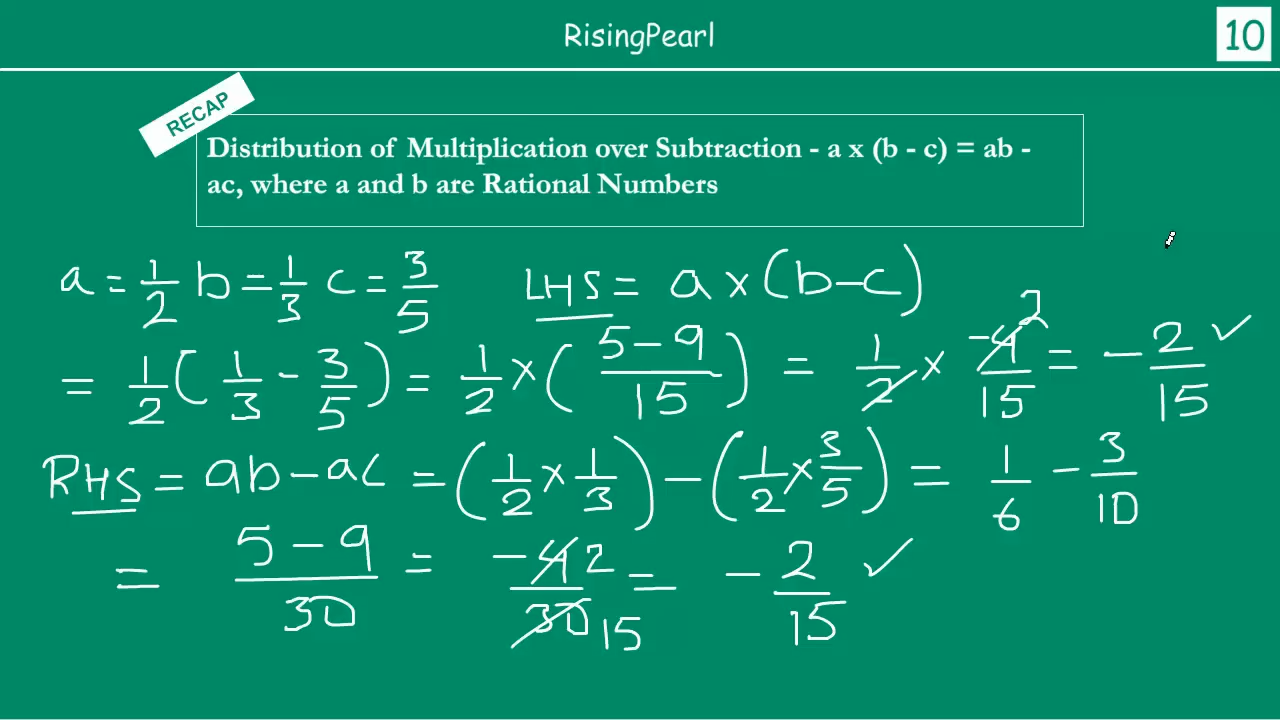 RisingPearl
10
RECAP
Distribution of Multiplication over Subtraction - a x (b - c) = ab -
ac, where a and b are Rational Numbers
a = 1/2 b = 1/3 c = 3/5 LHS = a × (b - c)
= 1/2 (1/3 - 3/5) = 1/2 × (5 - 9 / 15) = 1/2 × -4/15 2 = - 2/15 ✓
RHS = ab - ac = (1/2 × 1/3) - (1/2 × 3/5) = 1/6 - 3/10
= 5 - 9 / 30 = -4 2 / 30 15 = - 2/15 ✓